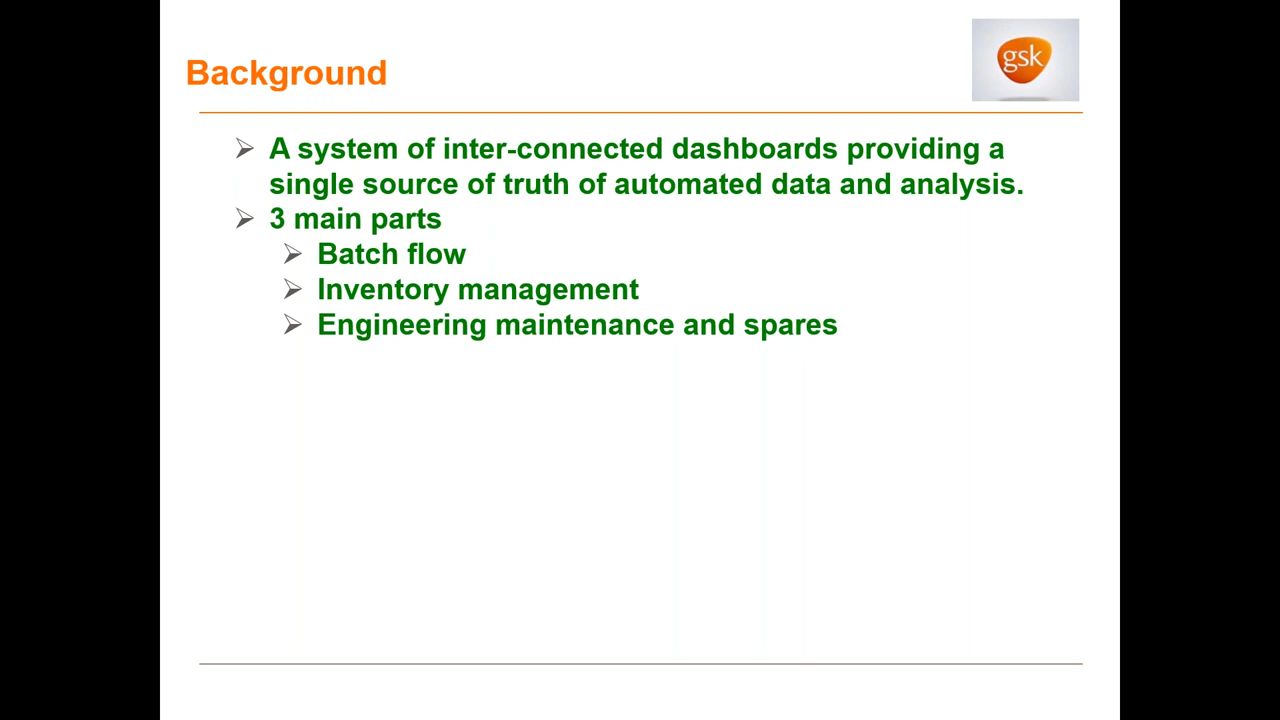 gsk
Background
A system of inter-connected dashboards providing a
single source of truth of automated data and analysis.
3 main parts
Batch flow
Inventory management
Engineering maintenance and spares